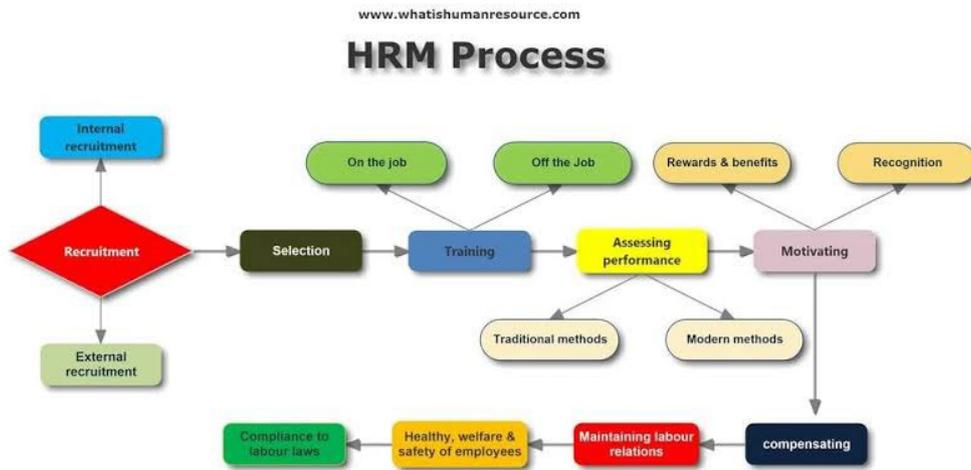 www.whatishumanresource.com
HRM Process
Internal
recruitment
On the job
Off the Job
Rewards & benefits
Recognition
Recruitment
Selection
Training
Assessing
performance
Motivating
External
recruitment
Traditional methods
Modern methods
Compliance to
labour laws
Healthy, welfare &
safety of employees
Maintaining labour
relations
compensating